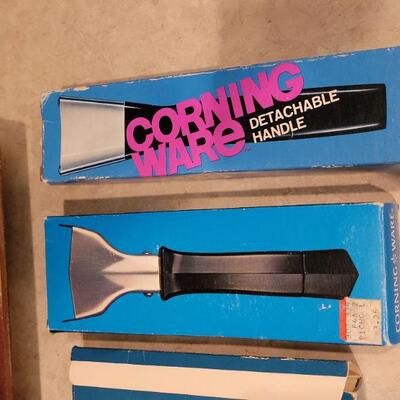 CORNING
WARE
DETACHABLE
HANDLE
CORNING WARE